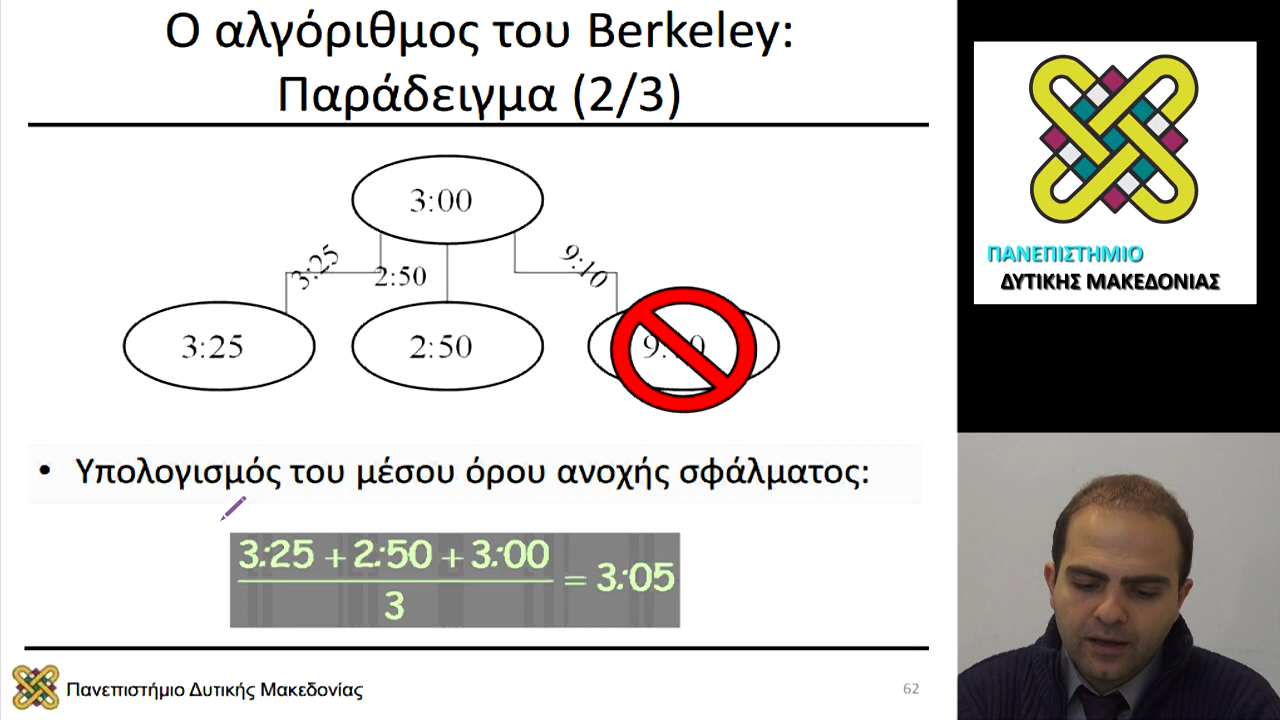 Ο αλγόριθμος του Berkeley:
Παράδειγμα (2/3)
3:00
3:25
2:50
9:10
3:25
2:50
Υπολογισμός του μέσου όρου ανοχής σφάλματος:
3:25 + 2:50 + 3:00
3
= 3:05
Πανεπιστήμιο Δυτικής Μακεδονίας
62
ΠΑΝΕΠΙΣΤΗΜΙΟ
ΔΥΤΙΚΗΣ ΜΑΚΕΔΟΝΙΑΣ